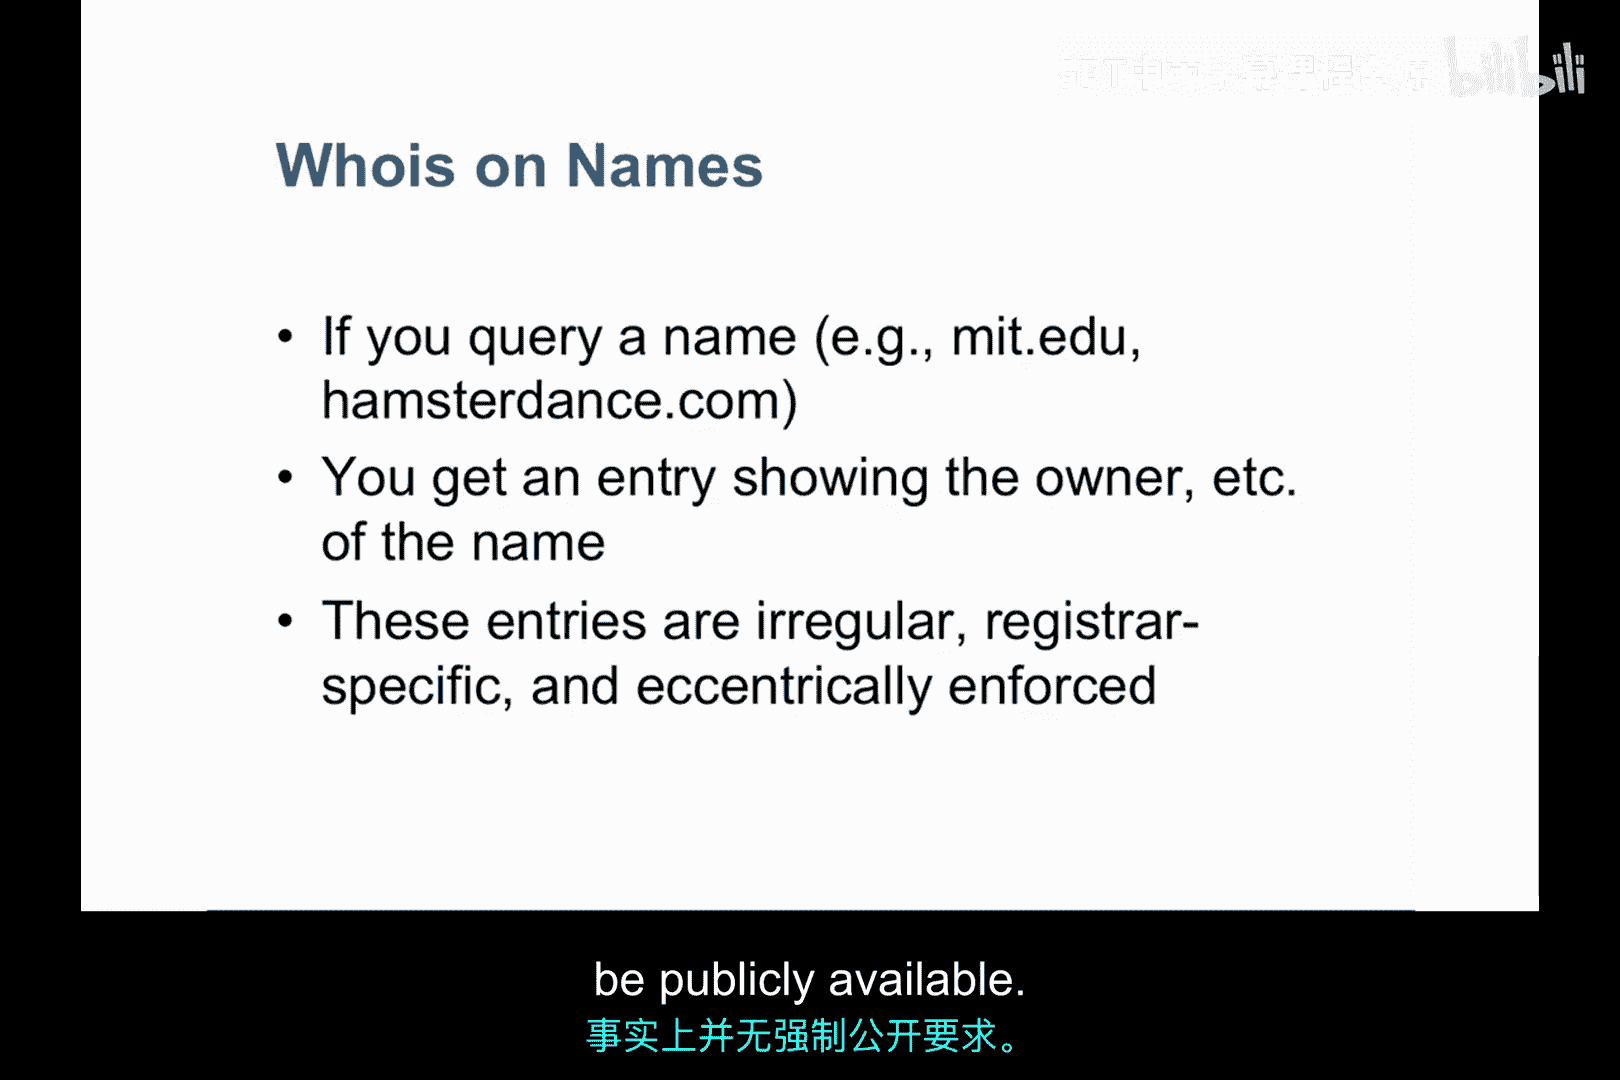 bilibili
Whois on Names
• If you query a name (e.g., mit.edu,
hamsterdance.com)
• You get an entry showing the owner, etc.
of the name
• These entries are irregular, registrar-
specific, and eccentrically enforced
be publicly available.
事实上并无强制公开要求。